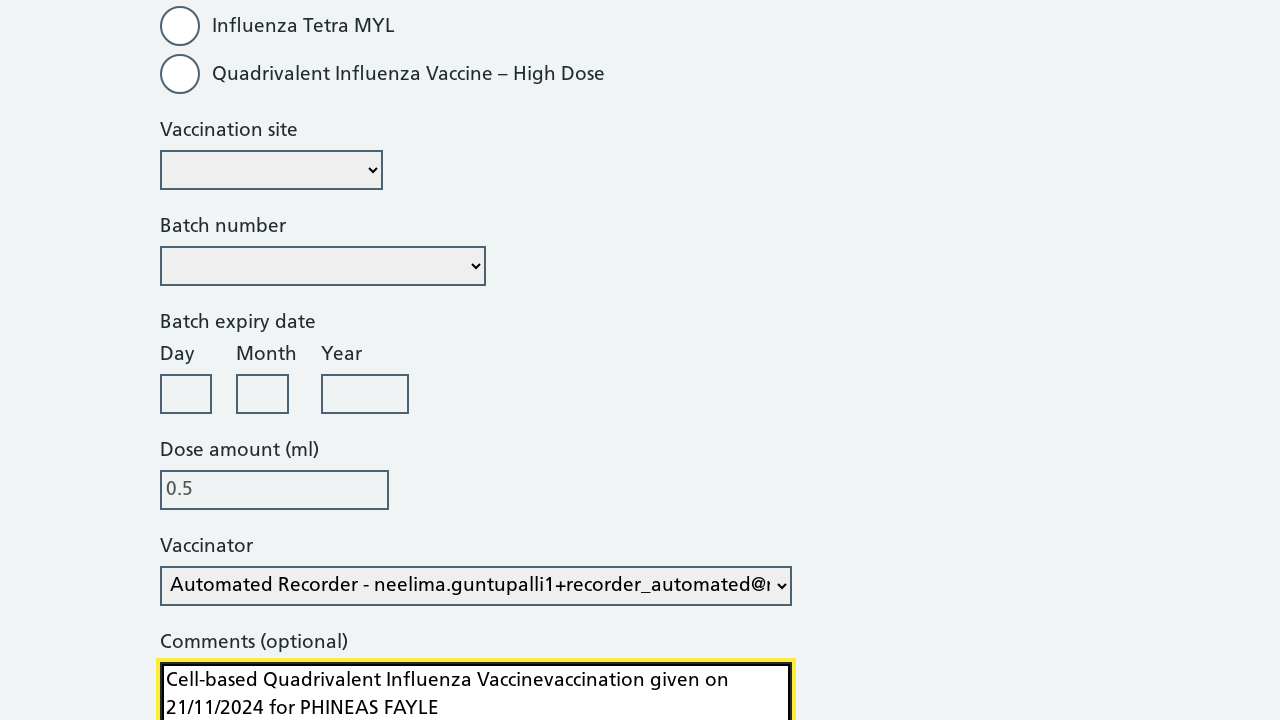 Influenza Tetra MYL
Quadrivalent Influenza Vaccine – High Dose
Vaccination site
Batch number
Batch expiry date
Day Month Year
Dose amount (ml)
0.5
Vaccinator
Automated Recorder - neelima.guntupalli1+recorder_automated@
Comments (optional)
Cell-based Quadrivalent Influenza Vaccinevaccination given on
21/11/2024 for PHINEAS FAYLE